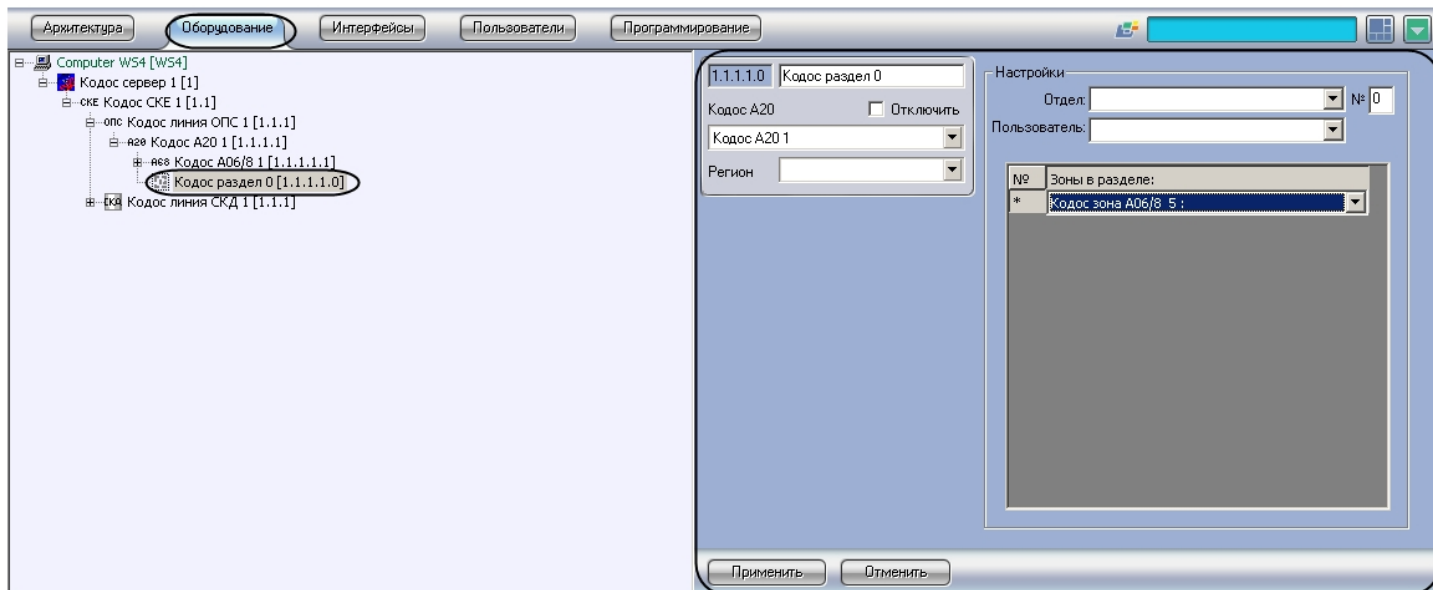 Архитектура Оборудование Интерфейсы Пользователи Программирование
Computer WS4 [WS4]
Кодос сервер 1 [1]
СКЕ Кодос СКЕ 1 [1.1]
опс Кодос линия ОПС 1 [1.1.1]
A20 Кодос А20 1 [1.1.1.1]
Кодос А06/8 1 [1.1.1.1.1]
Кодос раздел 0 [1.1.1.1.0]
СКД Кодос линия СКД 1 [1.1.1]
1.1.1.1.0 Кодос раздел 0
Кодос А20 Отключить
Кодос А20 1
Регион
Настройки
Отдел: № 0
Пользователь:
№ Зоны в разделе:
* Кодос зона А06/8 5 :
Применить Отменить